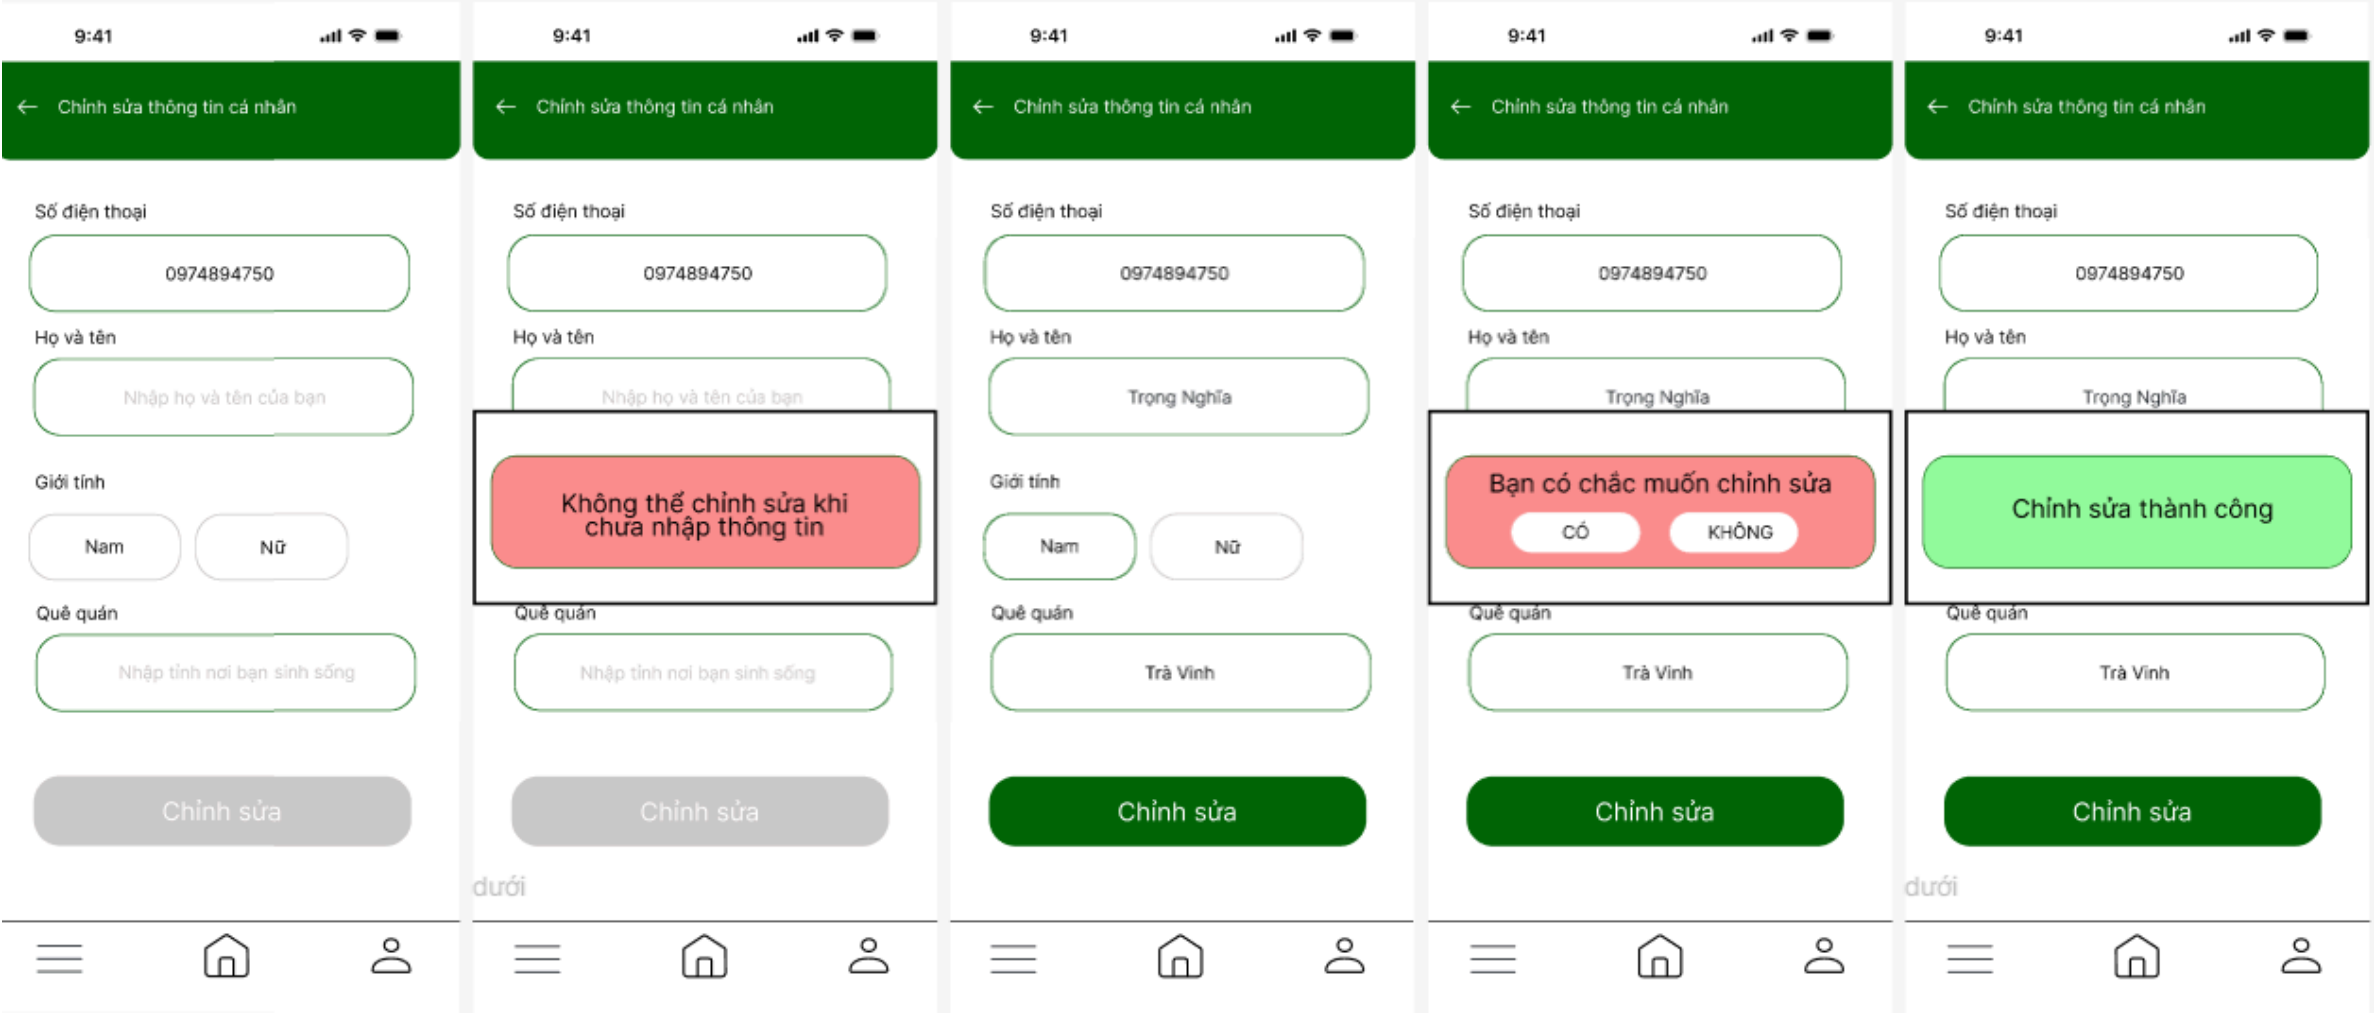 9:41
Chỉnh sửa thông tin cá nhân
Số điện thoại
0974894750
Họ và tên
Nhập họ và tên của bạn
Giới tính
Nam
Nữ
Quê quán
Nhập tỉnh nơi bạn sinh sống
Chỉnh sửa
9:41
Chỉnh sửa thông tin cá nhân
Số điện thoại
0974894750
Họ và tên
Nhập họ và tên của bạn
Không thể chỉnh sửa khi
chưa nhập thông tin
Quê quán
Nhập tỉnh nơi bạn sinh sống
Chỉnh sửa
dưới
9:41
Chỉnh sửa thông tin cá nhân
Số điện thoại
0974894750
Họ và tên
Trọng Nghĩa
Giới tính
Nam
Nữ
Quê quán
Trà Vinh
Chỉnh sửa
9:41
Chỉnh sửa thông tin cá nhân
Số điện thoại
0974894750
Họ và tên
Trọng Nghĩa
Bạn có chắc muốn chỉnh sửa
CÓ
KHÔNG
Quê quán
Trà Vinh
Chỉnh sửa
9:41
Chỉnh sửa thông tin cá nhân
Số điện thoại
0974894750
Họ và tên
Trọng Nghĩa
Chỉnh sửa thành công
Quê quán
Trà Vinh
Chỉnh sửa
dưới